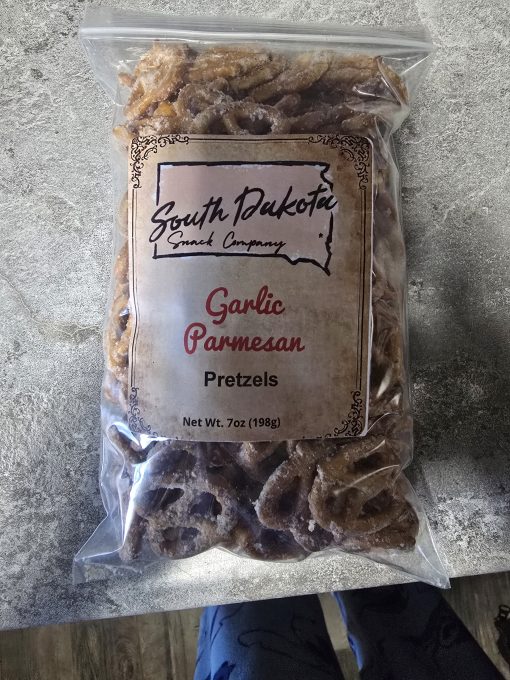 South Dakota
Snack Company
Garlic
Parmesan
Pretzels
Net Wt. 7oz (198g)